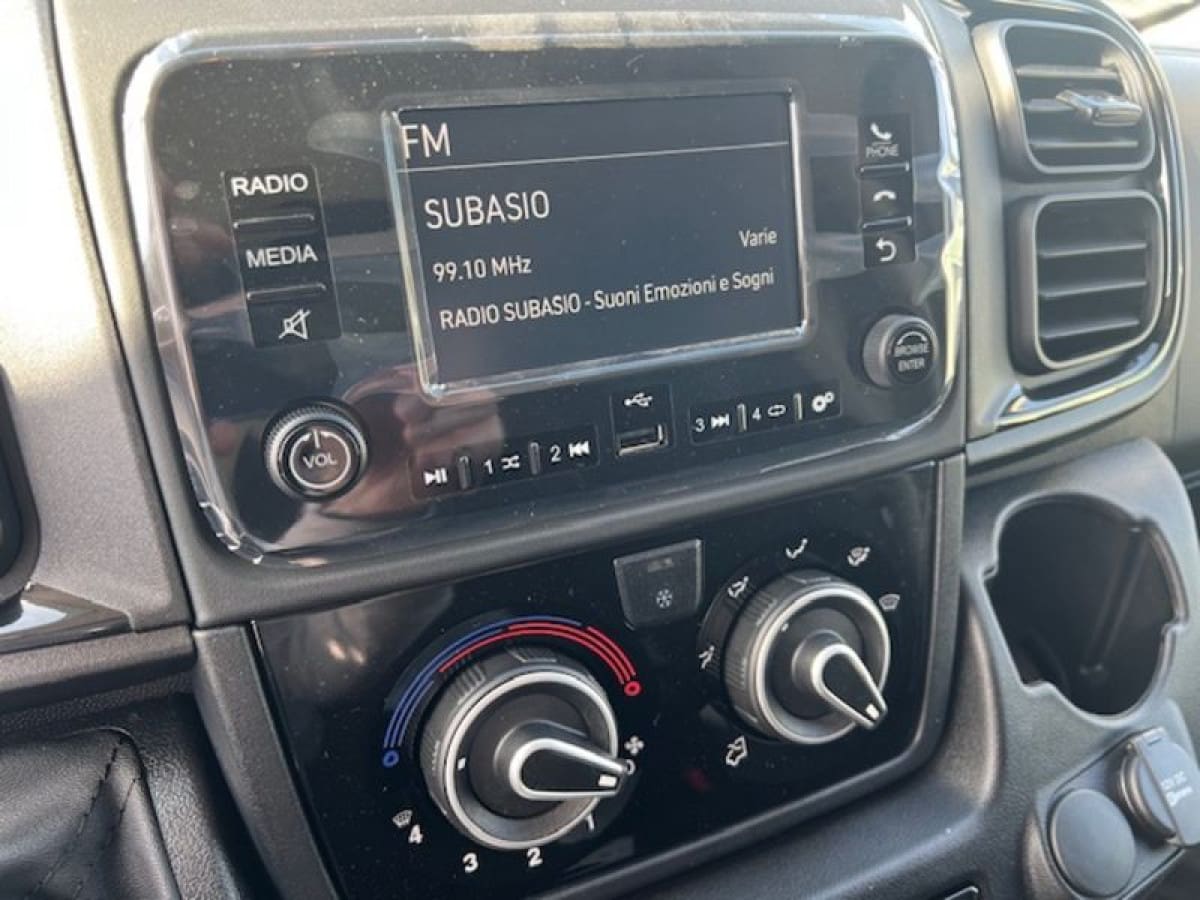 FM
RADIO
SUBASIO
PHONE
Varie
MEDIA
99.10 MHz
RADIO SUBASIO - Suoni Emozioni e Sogni
BROWSE
ENTER
VOL
1
2
3
4
4
3
2
1